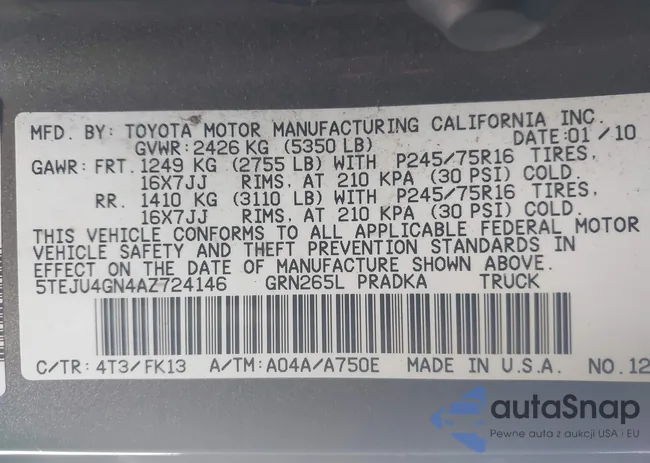 MFD. BY: TOYOTA MOTOR MANUFACTURING CALIFORNIA INC.
GVWR: 2426 KG (5350 LB) DATE: 01 / 10
GAWR: FRT. 1249 KG (2755 LB) WITH P245/75R16 TIRES,
16X7JJ RIMS, AT 210 KPA (30 PSI) COLD.
RR. 1410 KG (3110 LB) WITH P245/75R16 TIRES,
16X7JJ RIMS, AT 210 KPA (30 PSI) COLD.
THIS VEHICLE CONFORMS TO ALL APPLICABLE FEDERAL MOTOR
VEHICLE SAFETY AND THEFT PREVENTION STANDARDS IN
EFFECT ON THE DATE OF MANUFACTURE SHOWN ABOVE.
5TEJU4GN4AZ724146 GRN265L PRADKA TRUCK
C/TR: 4T3/FK13 A/TM: A04A/A750E MADE IN U.S.A. NO. 12
autaSnap
Pewne auta z aukcji USA i EU